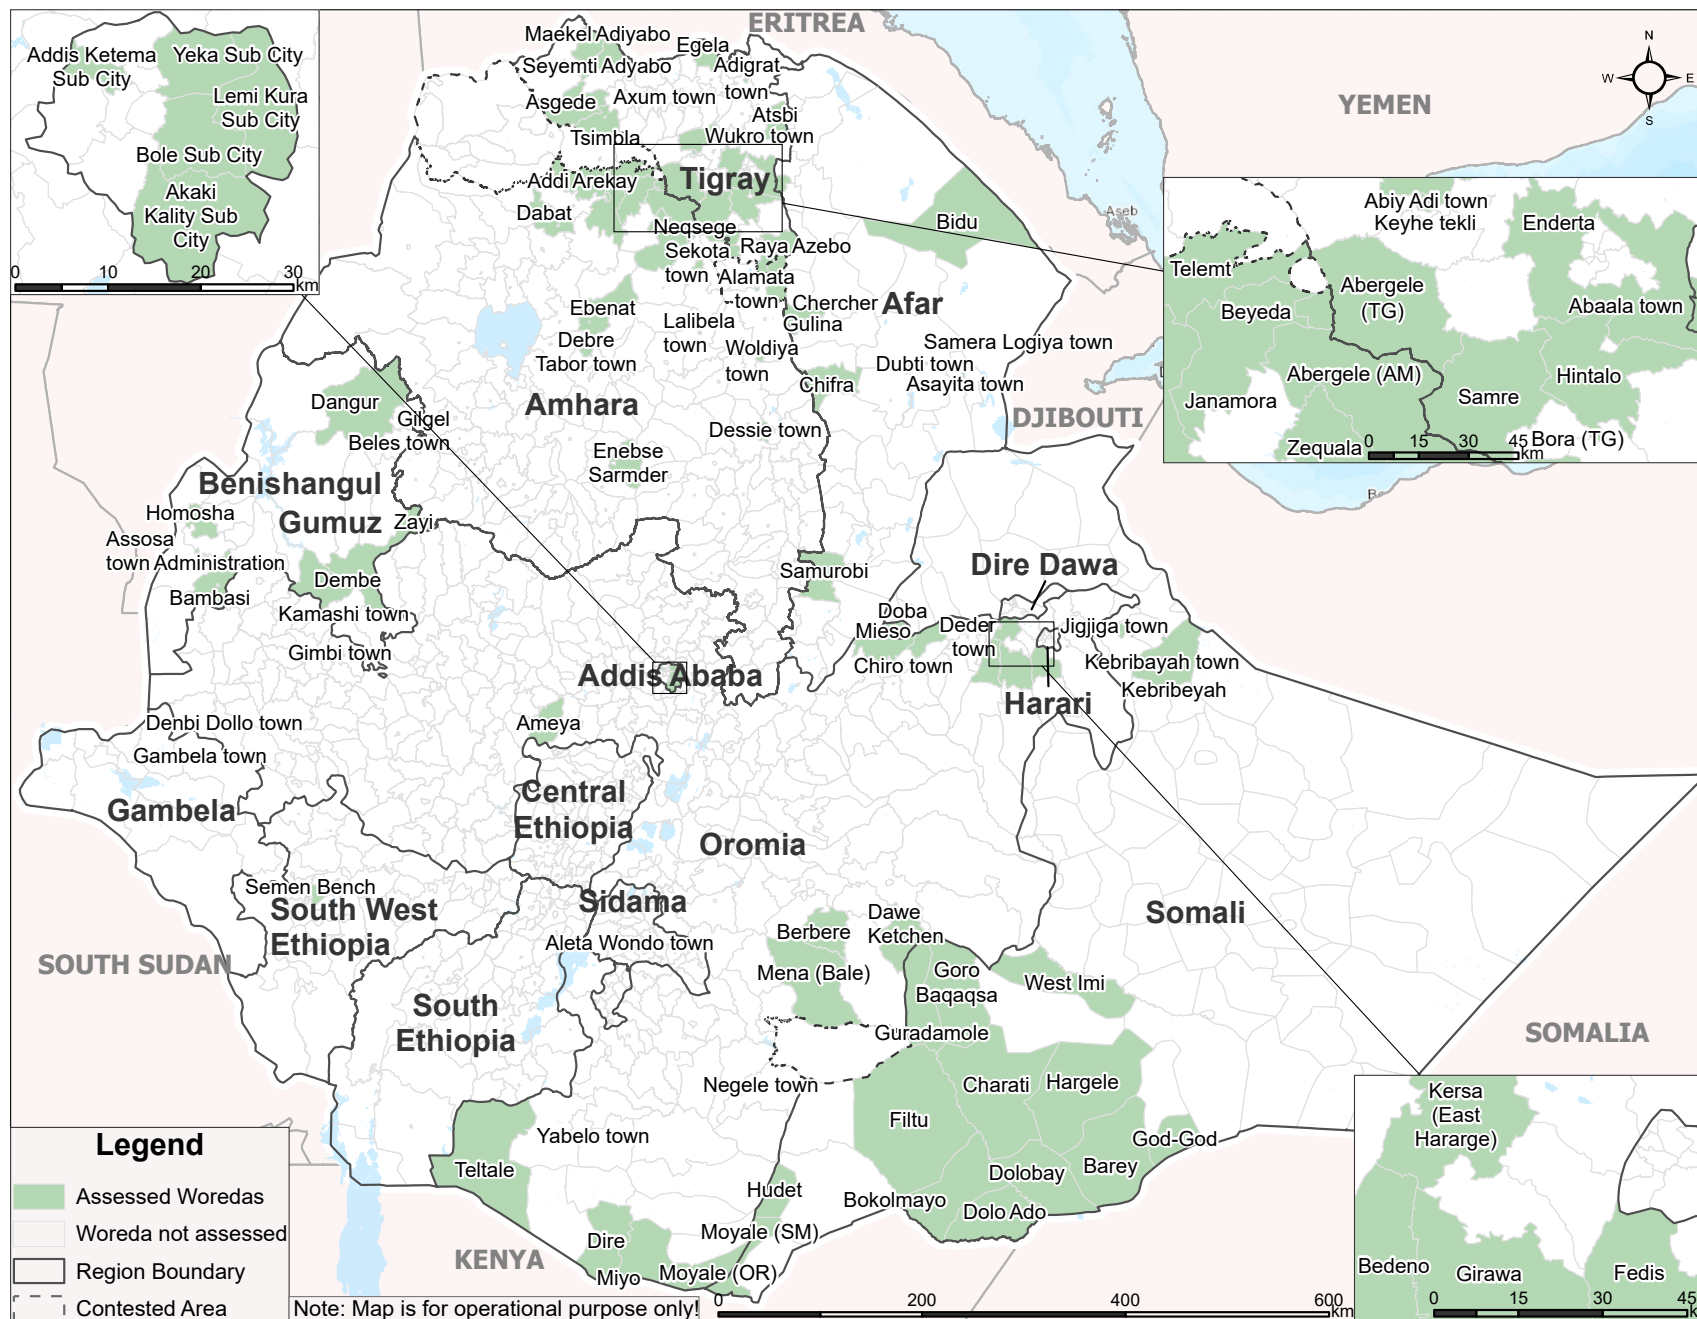 ERITREA
YEMEN
DJIBOUTI
SOMALIA
KENYA
SOUTH SUDAN
Aseb
N
W
E
S
Addis Ketema
Sub City
Yeka Sub City
Lemi Kura
Sub City
Bole Sub City
Akaki
Kality Sub
City
0
10
20
30
km
Maekel Adiyabo
Egela
Seyemti Adyabo
Adigrat
town
Asgede
Axum town
Atsbi
Tsimbla
Wukro town
Tigray
Addi Arekay
Dabat
Neqsege
Bidu
Sekota
town
Raya Azebo
Alamata
town
Chercher
Afar
Ebenat
Gulina
Lalibela
town
Debre
Tabor town
Woldiya
town
Samera Logiya town
Dubti town
Asayita town
Chifra
Dangur
Amhara
Gilgel
Beles town
Dessie town
Enebse
Sarmder
Benishangul
Gumuz
Homosha
Zayi
Assosa
town Administration
Dembe
Bambasi
Kamashi town
Gimbi town
Samurobi
Dire Dawa
Doba
Mieso
Deder
town
Jigjiga town
Chiro town
Kebribayah town
Kebribeyah
Harari
Addis Ababa
Ameya
Denbi Dollo town
Gambela town
Gambela
Central
Ethiopia
Oromia
Semen Bench
South West
Ethiopia
Sidama
Aleta Wondo town
Somali
Berbere
Dawe
Ketchen
Mena (Bale)
Goro
Baqaqsa
West Imi
South
Ethiopia
Guradamole
Negele town
Charati
Hargele
Filtu
Yabelo town
God-God
Teltale
Dolobay
Barey
Hudet
Bokolmayo
Dolo Ado
Dire
Moyale (SM)
Miyo
Moyale (OR)
Abiy Adi town
Keyhe tekli
Enderta
Telemt
Abergele
(TG)
Beyeda
Abaala town
Abergele (AM)
Hintalo
Janamora
Samre
Zequala
Bora (TG)
0
15
30
45
km
Kersa
(East
Hararge)
Bedeno
Girawa
Fedis
0
15
30
45
Legend
Assessed Woredas
Woreda not assessed
Region Boundary
Contested Area
Note: Map is for operational purpose only!
0
200
400
600
km